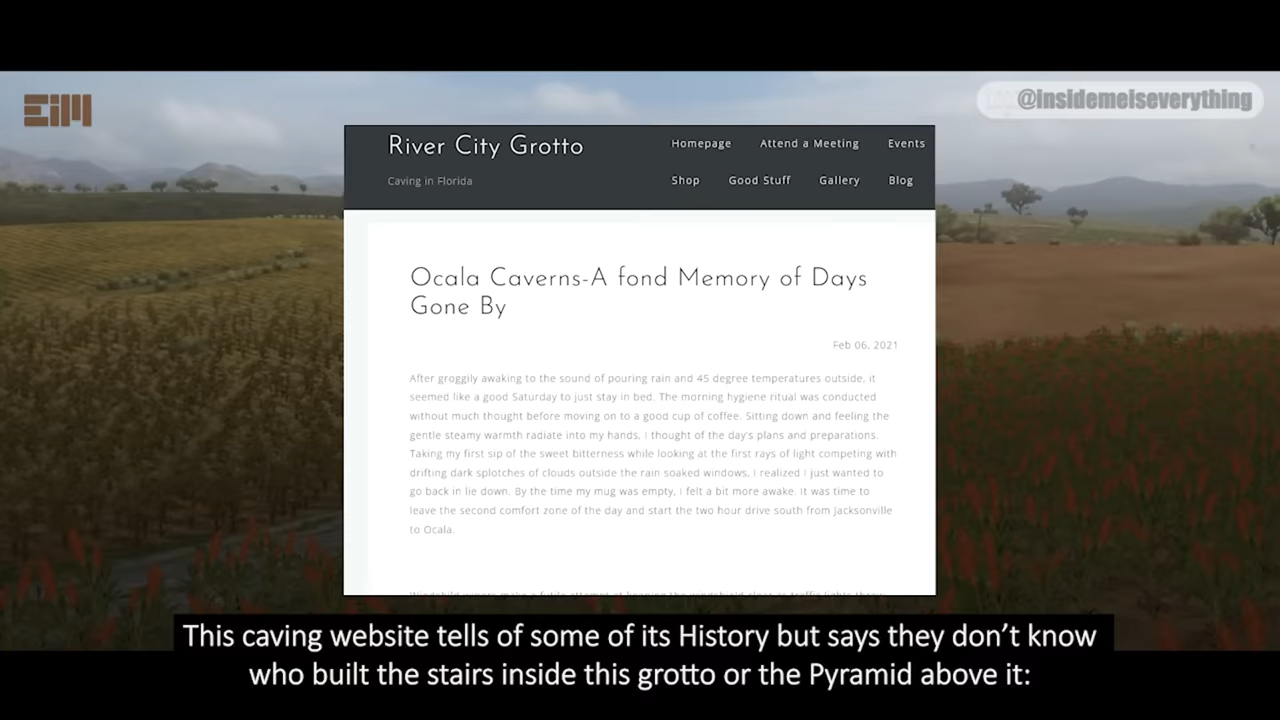 EiM
@insidemeiseverything
River City Grotto
Homepage Attend a Meeting Events
Caving in Florida
Shop Good Stuff Gallery Blog
Ocala Caverns-A fond Memory of Days
Gone By
Feb 06, 2021
After groggily awaking to the sound of pouring rain and 45 degree temperatures outside, it
seemed like a good Saturday to just stay in bed. The morning hygiene ritual was conducted
without much thought before moving on to a good cup of coffee. Sitting down and feeling the
gentle steamy warmth radiate into my hands, I thought of the day's plans and preparations.
Taking my first sip of the sweet bitterness while looking at the first rays of light competing with
drifting dark splotches of clouds outside the rain soaked windows, I realized I just wanted to
go back in lie down. By the time my mug was empty, I felt a bit more awake. It was time to
leave the second comfort zone of the day and start the two hour drive south from Jacksonville
to Ocala.
This caving website tells of some of its History but says they don't know
who built the stairs inside this grotto or the Pyramid above it: